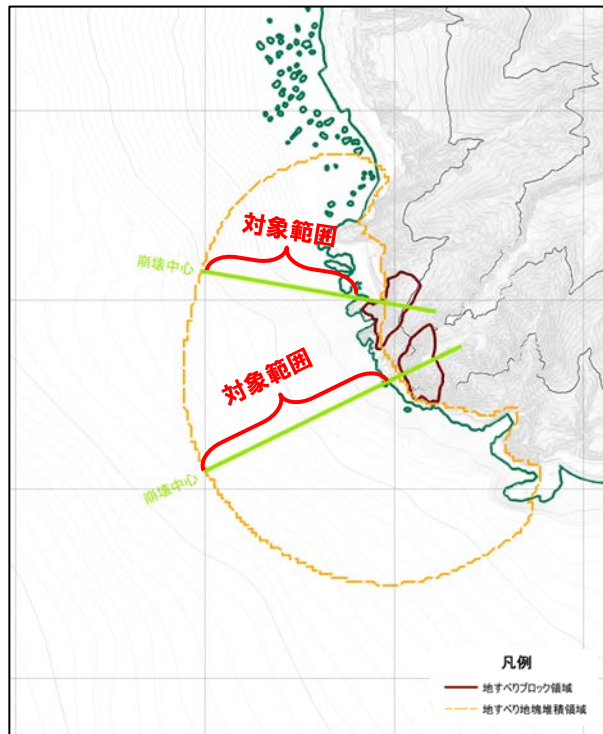 対象範囲
崩壊中心
対象範囲
崩壊中心
凡例
地すべりブロック領域
地すべり地塊堆積領域